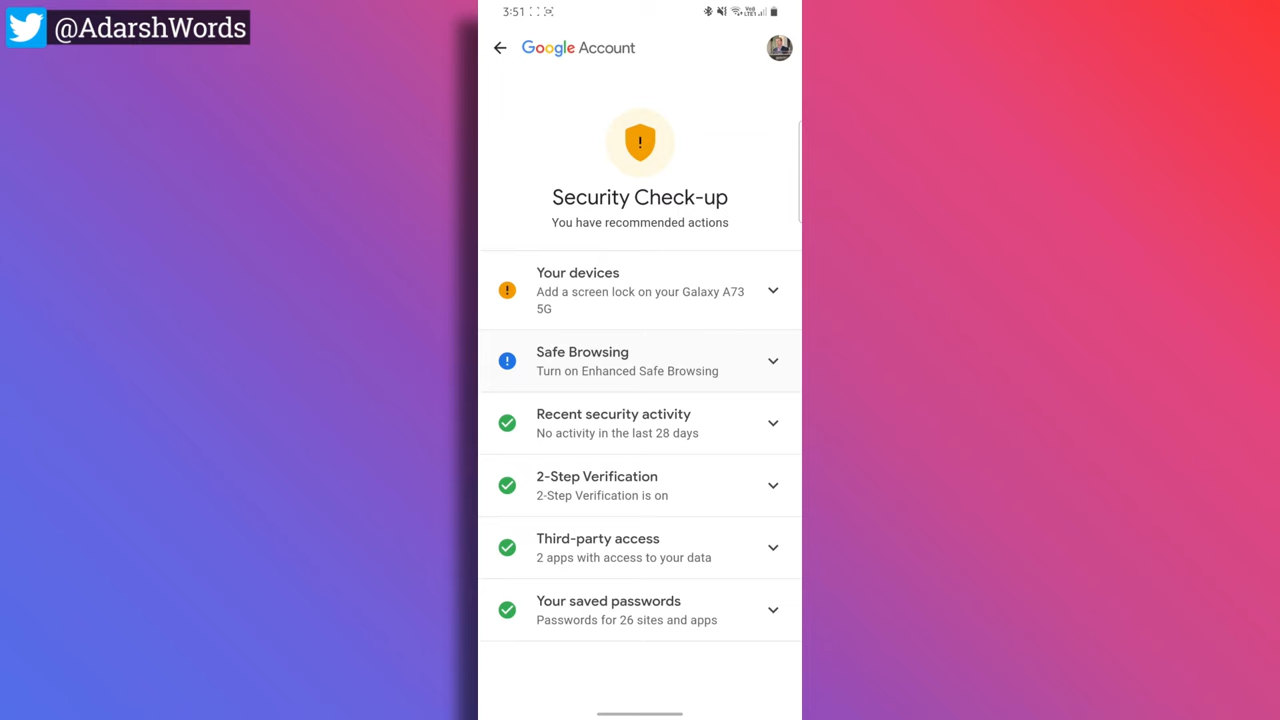 @AdarshWords
3:51
Google Account
Security Check-up
You have recommended actions
Your devices
Add a screen lock on your Galaxy A73
5G
Safe Browsing
Turn on Enhanced Safe Browsing
Recent security activity
No activity in the last 28 days
2-Step Verification
2-Step Verification is on
Third-party access
2 apps with access to your data
Your saved passwords
Passwords for 26 sites and apps